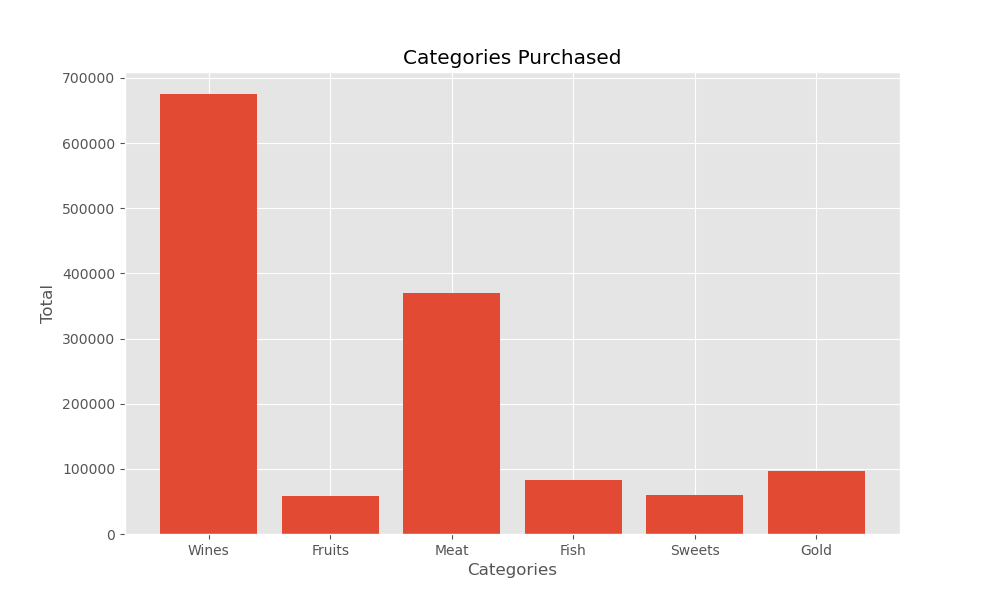 Categories Purchased
700000
600000
500000
400000
300000
200000
100000
0
Total
Wines Fruits Meat Fish Sweets Gold
Categories